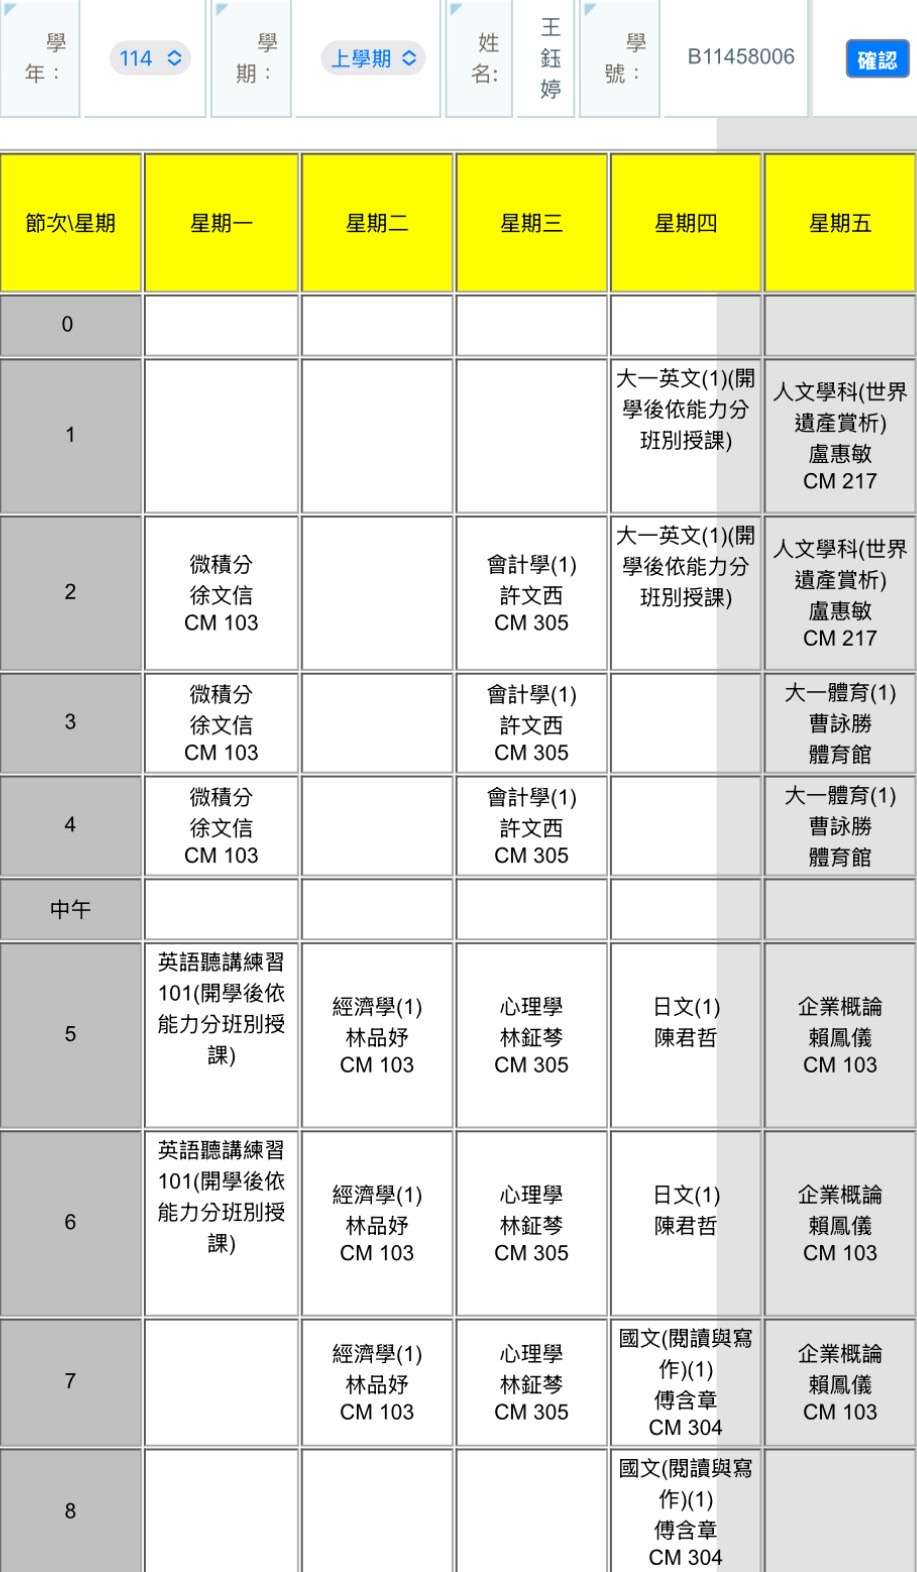 學年：
114
學期：
上學期
姓名:
王鈺婷
學號：
B11458006
確認
節次\星期
星期一
星期二
星期三
星期四
星期五
0
1
大一英文(1)(開
學後依能力分
班別授課)
人文學科(世界
遺產賞析)
盧惠敏
CM 217
2
微積分
徐文信
CM 103
會計學(1)
許文西
CM 305
大一英文(1)(開
學後依能力分
班別授課)
人文學科(世界
遺產賞析)
盧惠敏
CM 217
3
微積分
徐文信
CM 103
會計學(1)
許文西
CM 305
大一體育(1)
曹詠勝
體育館
4
微積分
徐文信
CM 103
會計學(1)
許文西
CM 305
大一體育(1)
曹詠勝
體育館
中午
5
英語聽講練習
101(開學後依
能力分班別授
課)
經濟學(1)
林品妤
CM 103
心理學
林鉦棽
CM 305
日文(1)
陳君哲
企業概論
賴鳳儀
CM 103
6
英語聽講練習
101(開學後依
能力分班別授
課)
經濟學(1)
林品妤
CM 103
心理學
林鉦棽
CM 305
日文(1)
陳君哲
企業概論
賴鳳儀
CM 103
7
經濟學(1)
林品妤
CM 103
心理學
林鉦棽
CM 305
國文(閱讀與寫
作)(1)
傅含章
CM 304
企業概論
賴鳳儀
CM 103
8
國文(閱讀與寫
作)(1)
傅含章
CM 304